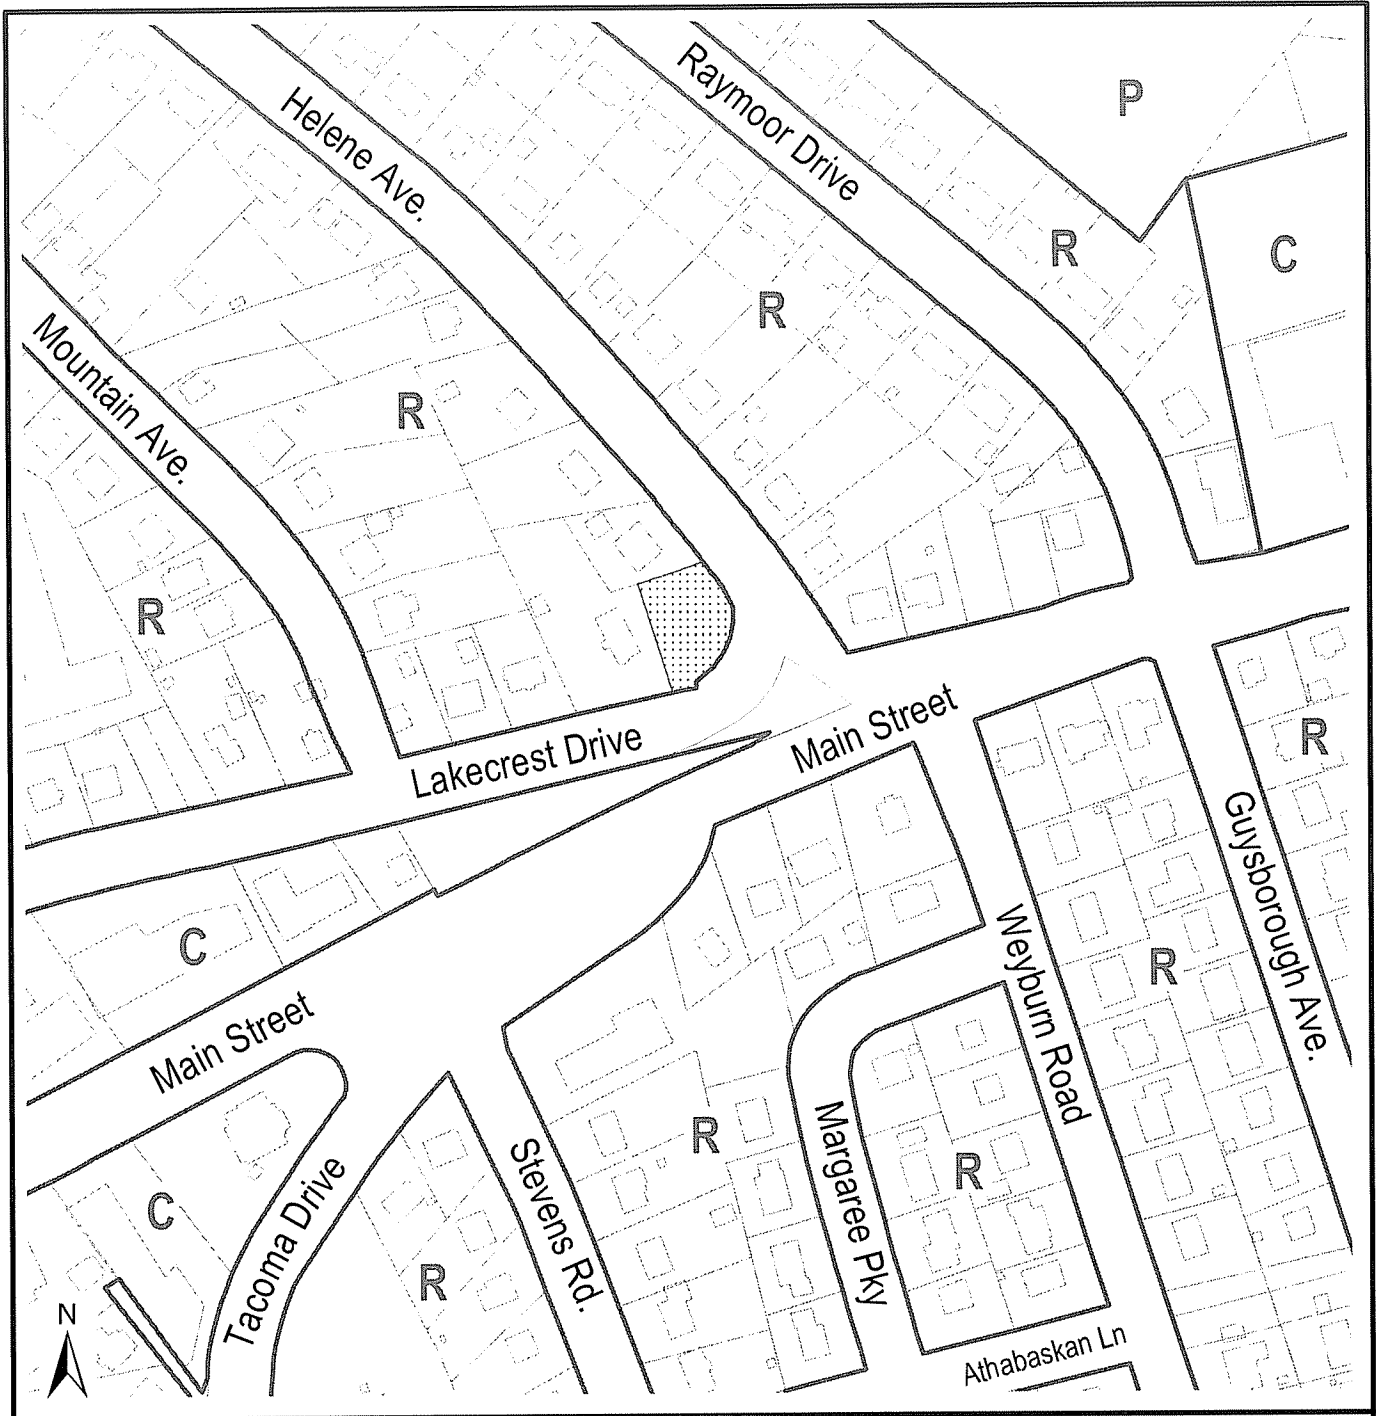 Raymoor Drive
P
Helene Ave.
R
C
R
Mountain Ave.
R
R
Main Street
Lakecrest Drive
R
Guysborough Ave.
C
Weyburn Road
R
Main Street
Stevens Rd.
R
Margaree Pky
R
C
Tacoma Drive
R
N
Athabaskan Ln